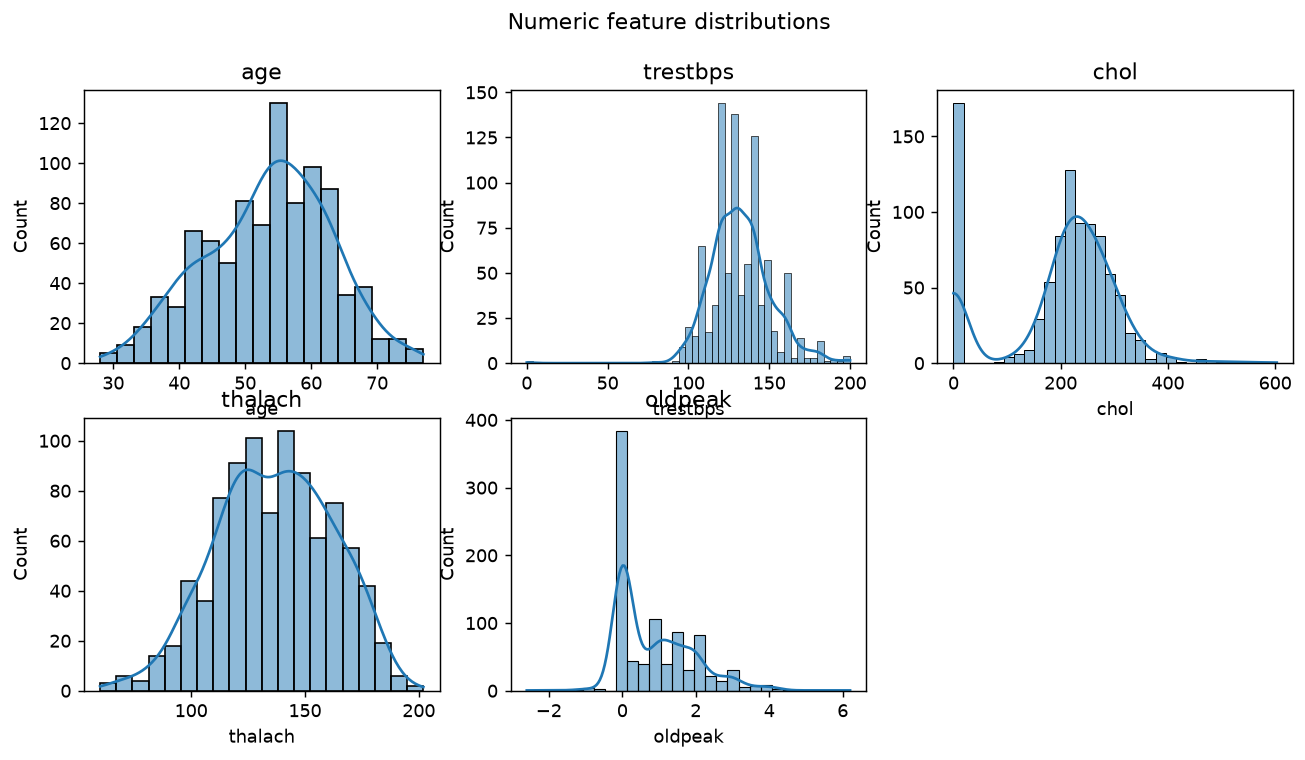 Numeric feature distributions
age
Count
120
100
80
60
40
20
0
30 40 50 60 70
age
trestbps
Count
150
125
100
75
50
25
0
0 50 100 150 200
trestbps
chol
Count
150
100
50
0
0 200 400 600
chol
thalach
Count
100
80
60
40
20
0
100 150 200
thalach
oldpeak
Count
400
300
200
100
0
−2 0 2 4 6
oldpeak